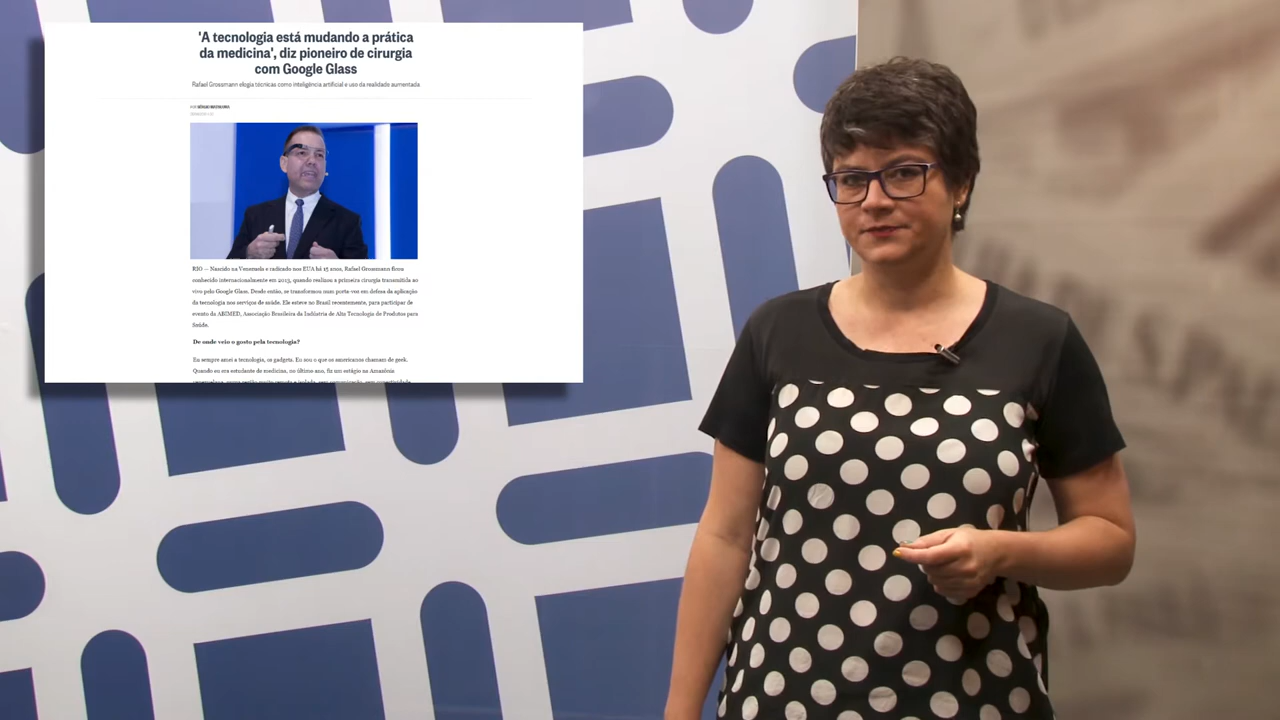 'A tecnologia está mudando a prática
da medicina', diz pioneiro de cirurgia
com Google Glass
Rafael Grossmann elogia técnicas como inteligência artificial e uso da realidade aumentada
POR SÉRGIO MATSUURA
RIO — Nascido na Venezuela e radicado nos EUA há 15 anos, Rafael Grossmann ficou
conhecido internacionalmente em 2013, quando realizou a primeira cirurgia transmitida ao
vivo pelo Google Glass. Desde então, se transformou num porta-voz em defesa da aplicação
da tecnologia nos serviços de saúde. Ele esteve no Brasil recentemente, para participar de
evento da ABIMED, Associação Brasileira da Indústria de Alta Tecnologia de Produtos para
Saúde.
De onde veio o gosto pela tecnologia?
Eu sempre amei a tecnologia, os gadgets. Eu sou o que os americanos chamam de geek.
Quando eu era estudante de medicina, no último ano, fiz um estágio na Amazônia